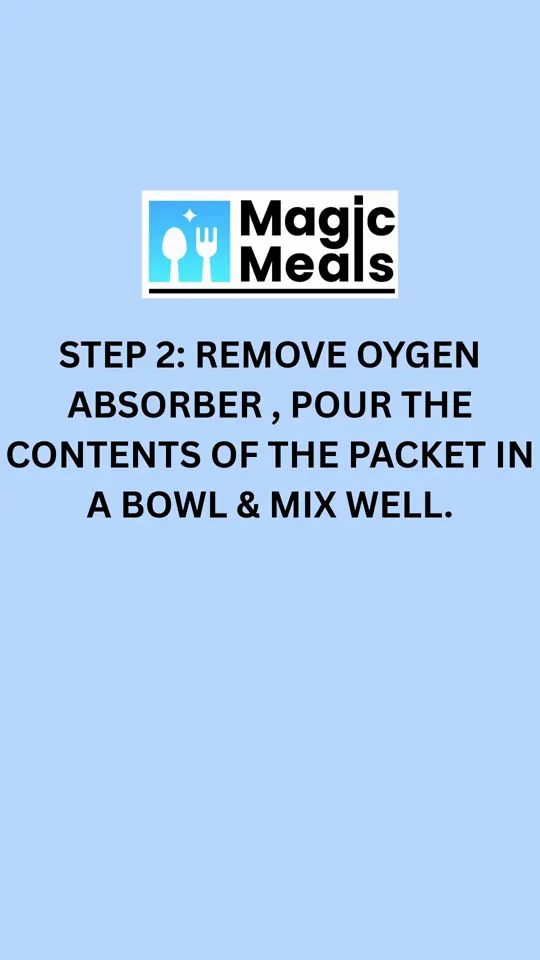 Magic
Meals
STEP 2: REMOVE OYGEN
ABSORBER , POUR THE
CONTENTS OF THE PACKET IN
A BOWL & MIX WELL.